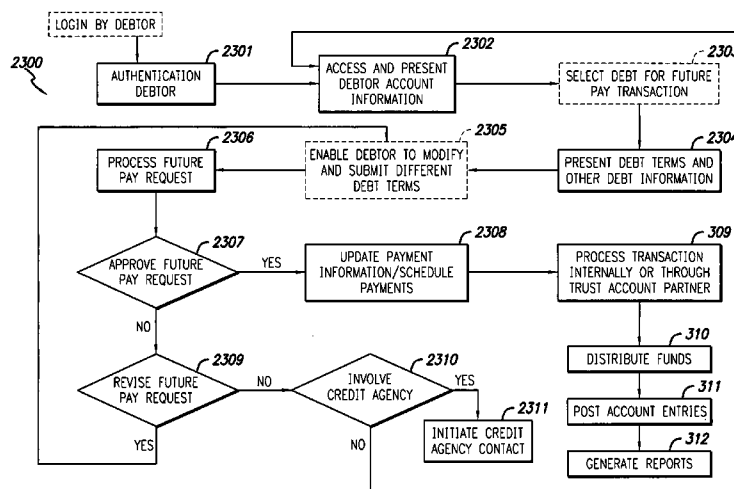 LOGIN BY DEBTOR
2300
2301
AUTHENTICATION
DEBTOR
2302
ACCESS AND PRESENT
DEBTOR ACCOUNT
INFORMATION
2303
SELECT DEBT FOR FUTURE
PAY TRANSACTION
2306
PROCESS FUTURE
PAY REQUEST
2305
ENABLE DEBTOR TO MODIFY
AND SUBMIT DIFFERENT
DEBT TERMS
2304
PRESENT DEBT TERMS AND
OTHER DEBT INFORMATION
2307
APPROVE FUTURE
PAY REQUEST
YES
NO
2308
UPDATE PAYMENT
INFORMATION/SCHEDULE
PAYMENTS
309
PROCESS TRANSACTION
INTERNALLY OR THROUGH
TRUST ACCOUNT PARTNER
310
DISTRIBUTE FUNDS
2309
REVISE FUTURE
PAY REQUEST
NO
YES
2310
INVOLVE
CREDIT AGENCY
YES
NO
2311
INITIATE CREDIT
AGENCY CONTACT
311
POST ACCOUNT ENTRIES
312
GENERATE REPORTS